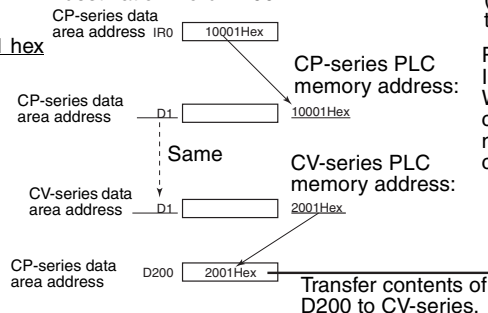 CP-series data
area address IR0 10001Hex
hex
CP-series PLC
memory address:
CP-series data
area address D1 10001Hex
Same
CV-series PLC
memory address:
CV-series data
area address D1 2001Hex
CP-series data
area address D200 2001Hex
Transfer contents of
D200 to CV-series.